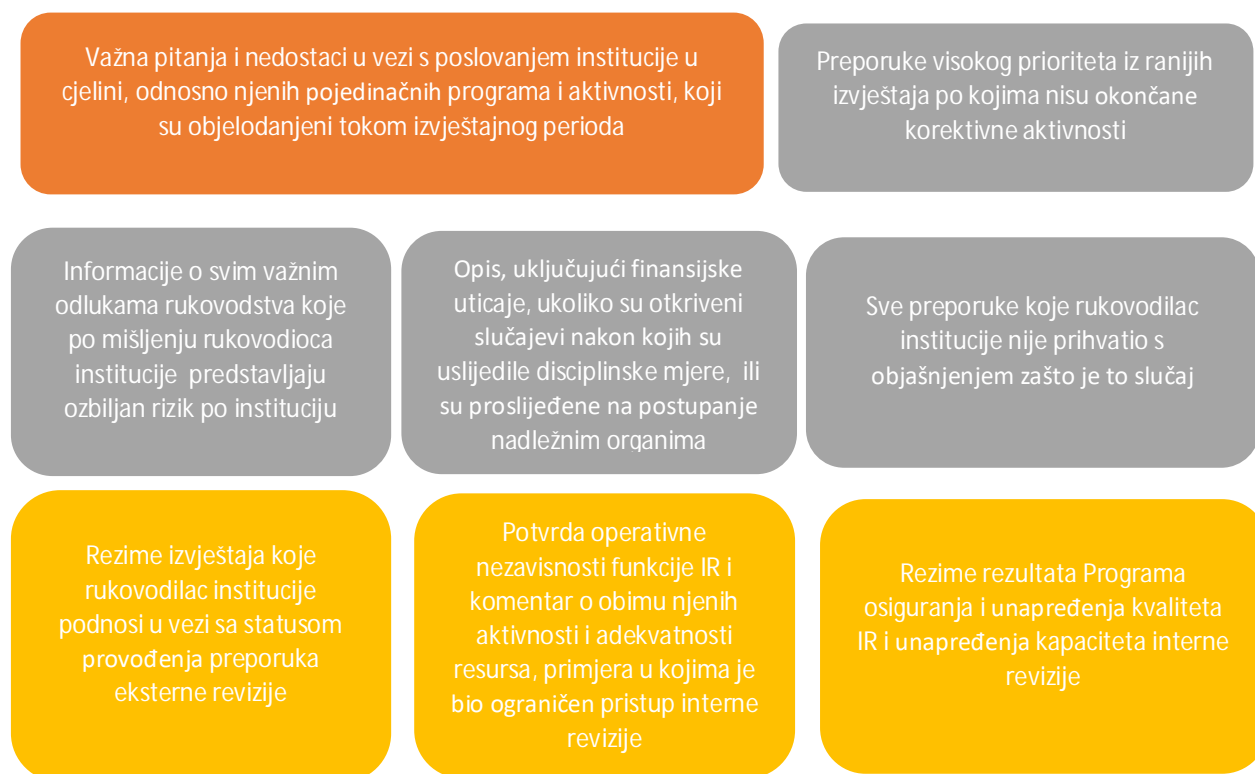 Važna pitanja i nedostaci u vezi s poslovanjem institucije u
cjelini, odnosno njenih pojedinačnih programa i aktivnosti, koji
su objelodanjeni tokom izvještajnog perioda
Preporuke visokog prioriteta iz ranijih
izvještaja po kojima nisu okončane
korektivne aktivnosti
Informacije o svim važnim
odlukama rukovodstva koje
po mišljenju rukovodioca
institucije predstavljaju
ozbiljan rizik po instituciju
Opis, uključujući finansijske
uticaje, ukoliko su otkriveni
slučajevi nakon kojih su
uslijedile disciplinske mjere, ili
su proslijeđene na postupanje
nadležnim organima
Sve preporuke koje rukovodilac
institucije nije prihvatio s
objašnjenjem zašto je to slučaj
Rezime izvještaja koje
rukovodilac institucije
podnosi u vezi sa statusom
provođenja preporuka
eksterne revizije
Potvrda operativne
nezavisnosti funkcije IR i
komentar o obimu njenih
aktivnosti i adekvatnosti
resursa, primjera u kojima je
bio ograničen pristup interne
revizije
Rezime rezultata Programa
osiguranja i unapređenja kvaliteta
IR i unapređenja kapaciteta interne
revizije